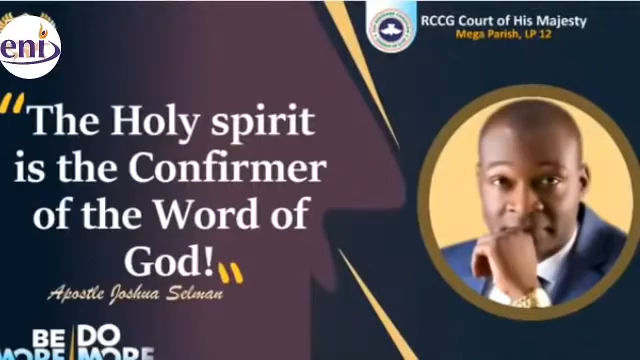 eni
RCCG Court of His Majesty
Mega Parish, LP 12
"The Holy spirit
is the Confirmer
of the Word of
God!"
Apostle Joshua Selman
BE DO
MORE MORE